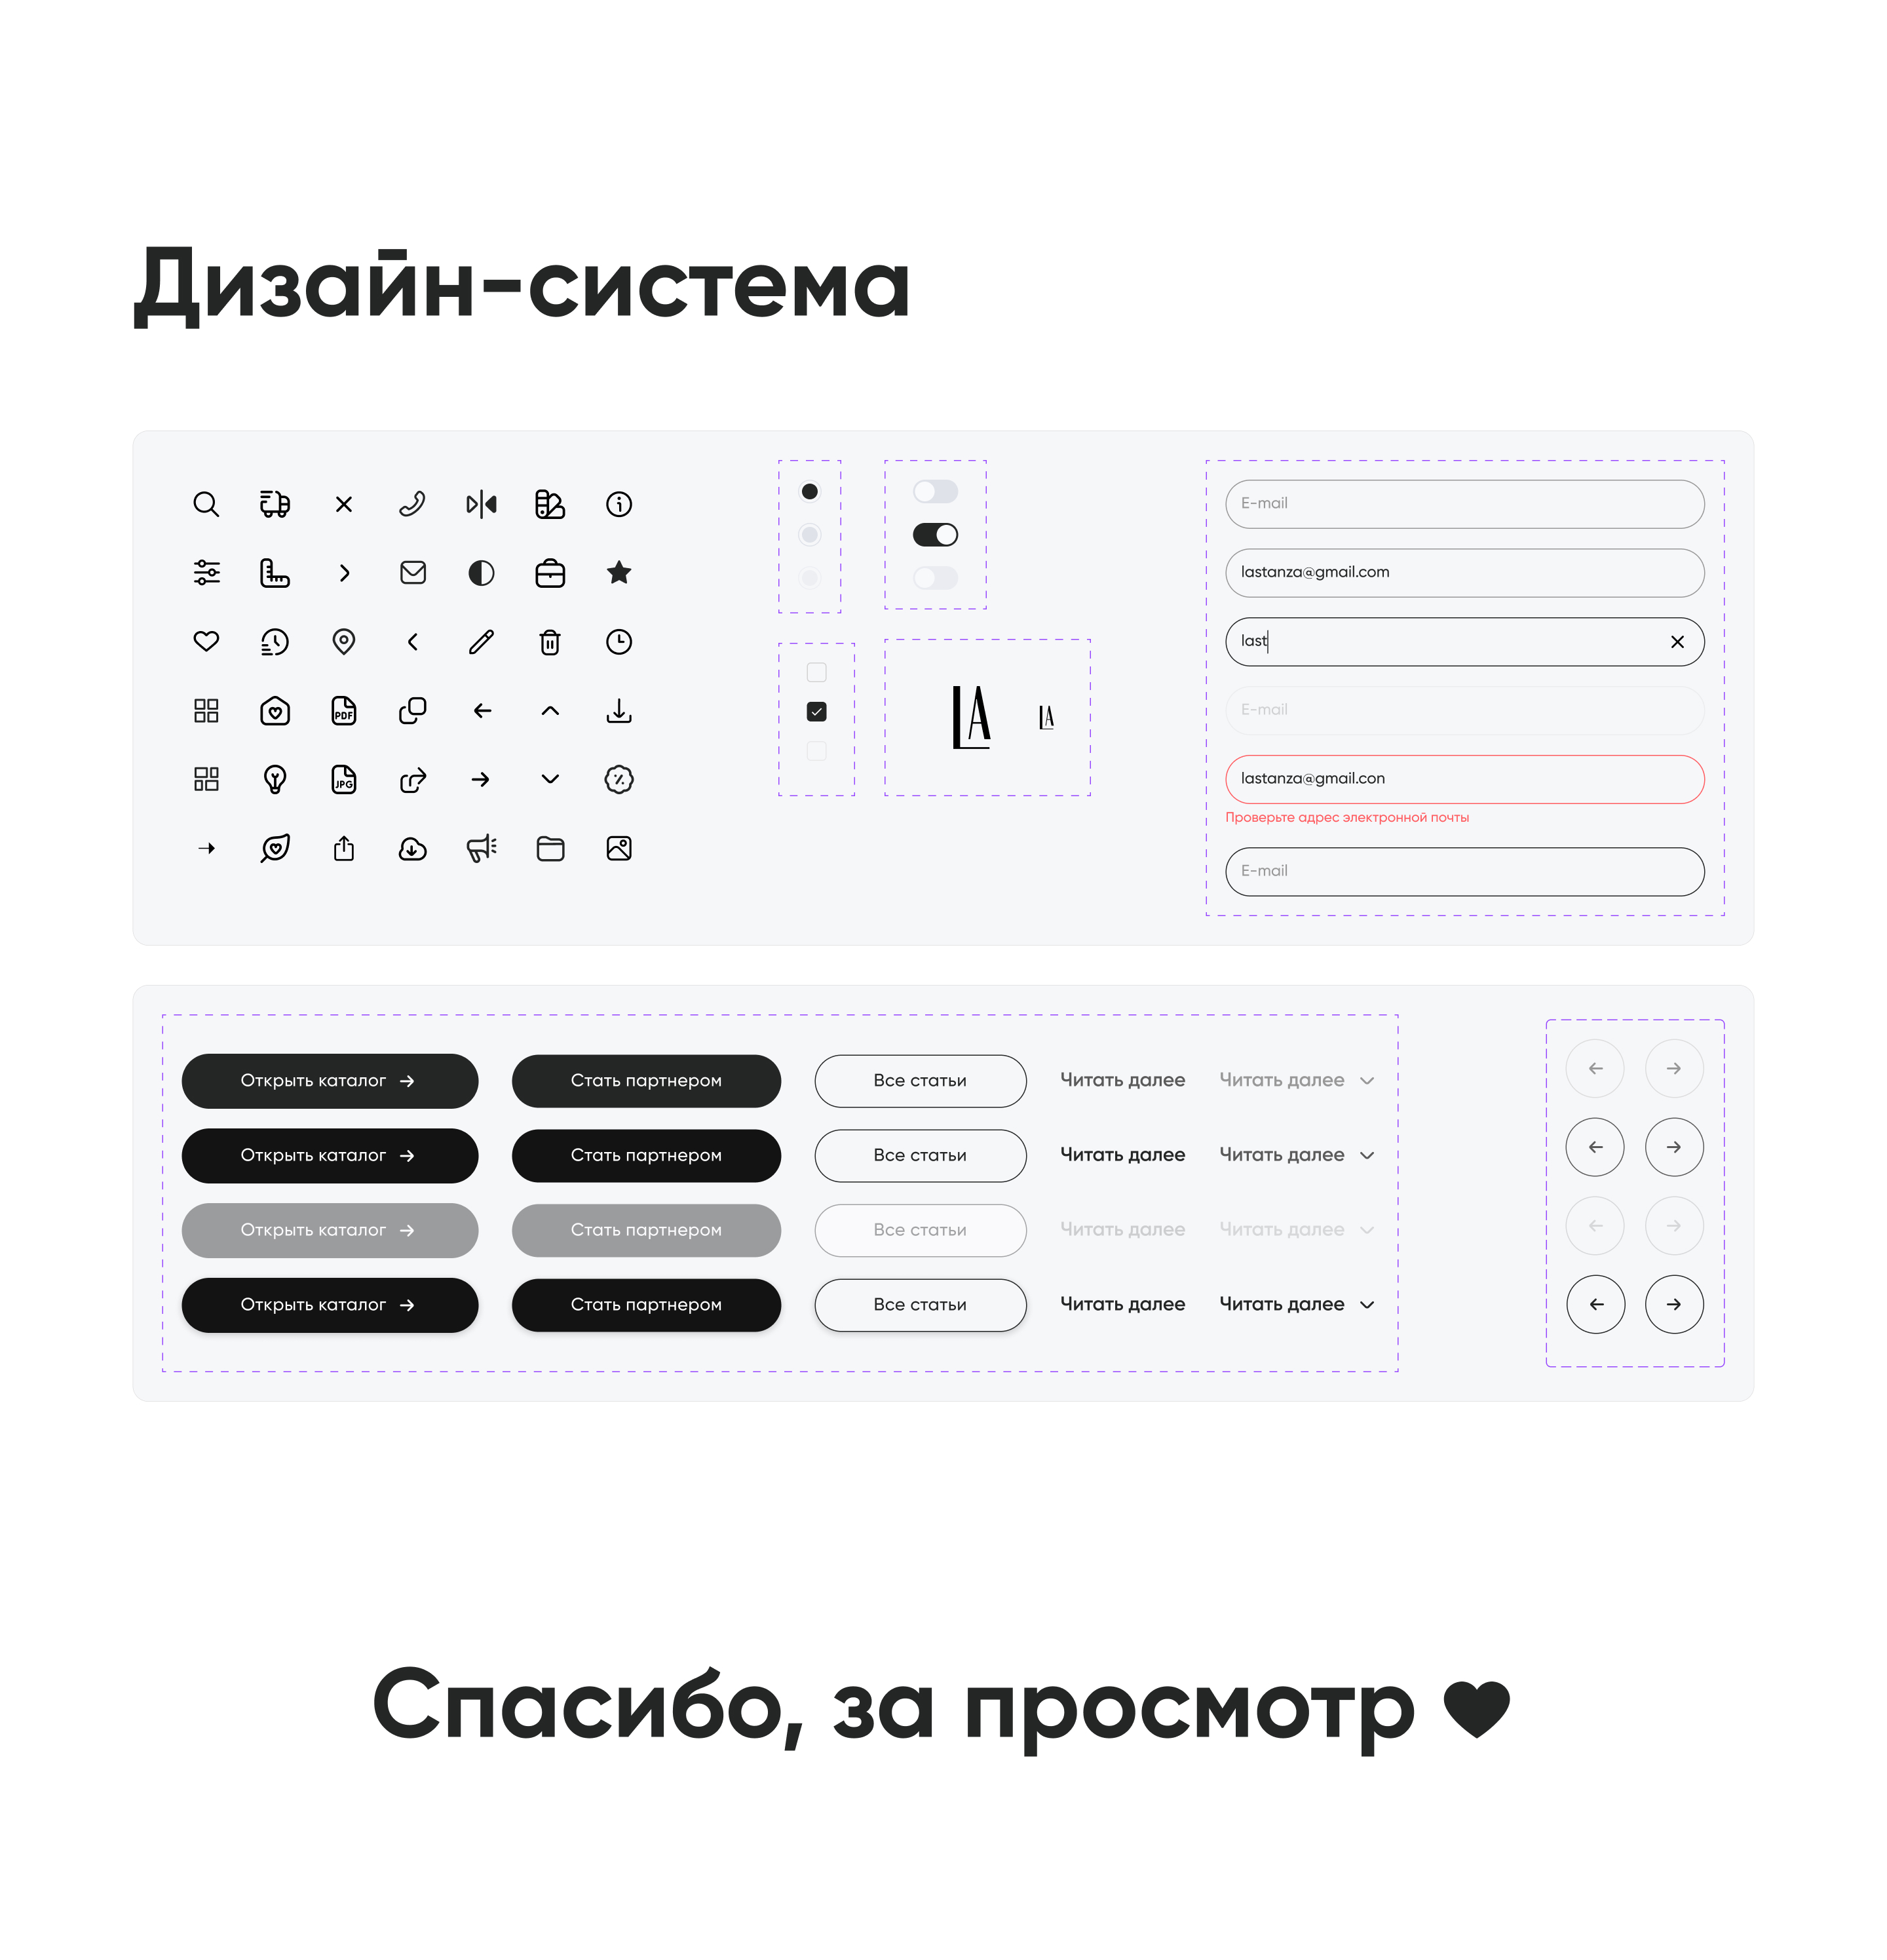 Дизайн-система
PDF
JPG
LA
LA
E-mail
lastanza@gmail.com
last
E-mail
lastanza@gmail.con
Проверьте адрес электронной почты
E-mail
Открыть каталог Стать партнером Все статьи Читать далее Читать далее
Открыть каталог Стать партнером Все статьи Читать далее Читать далее
Открыть каталог Стать партнером Все статьи Читать далее Читать далее
Открыть каталог Стать партнером Все статьи Читать далее Читать далее
Спасибо, за просмотр